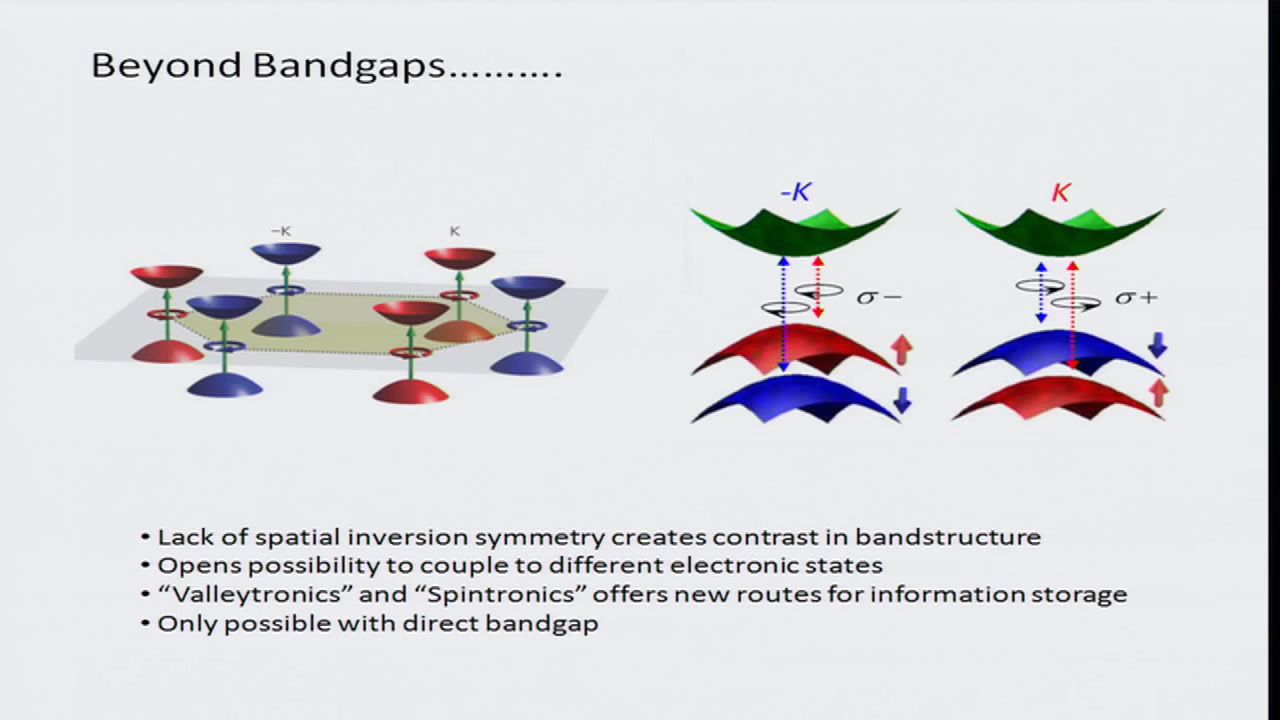 Beyond Bandgaps..........
−K
K
-K
K
σ−
σ+
• Lack of spatial inversion symmetry creates contrast in bandstructure
• Opens possibility to couple to different electronic states
• “Valleytronics” and “Spintronics” offers new routes for information storage
• Only possible with direct bandgap